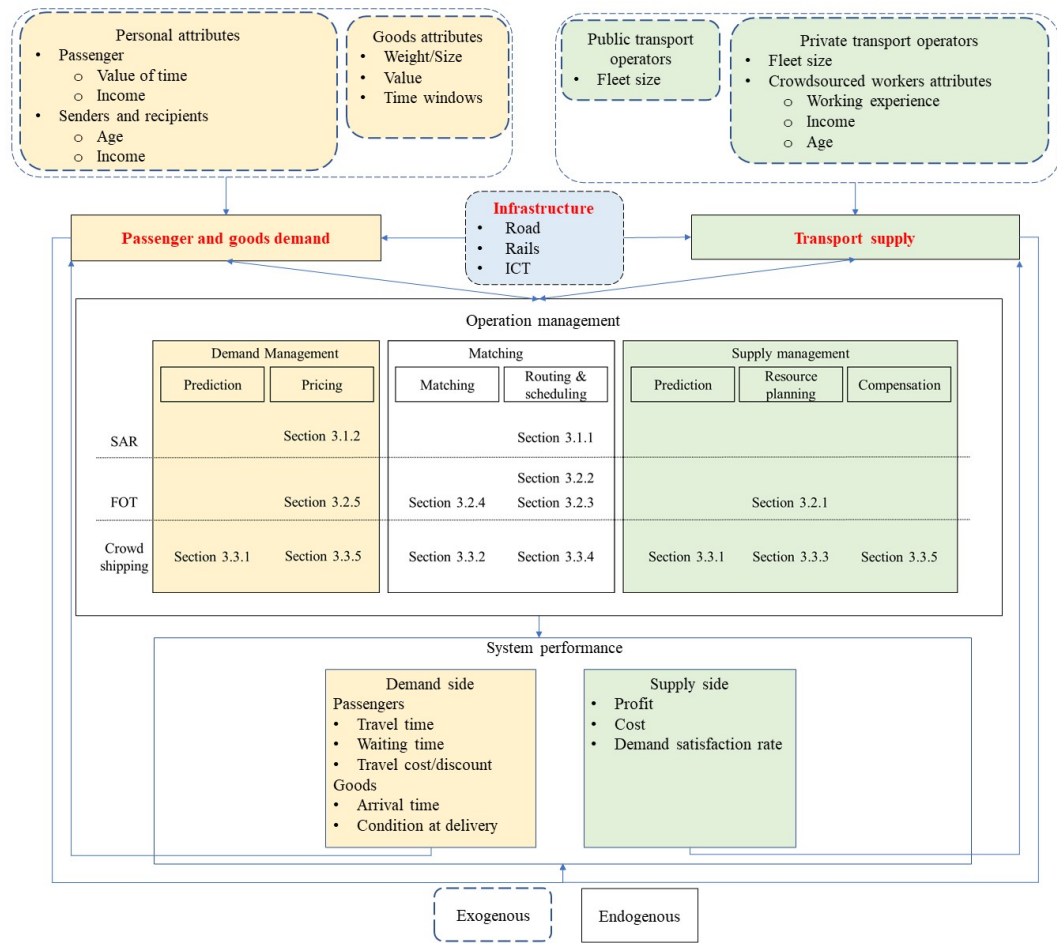 Personal attributes
• Passenger
o Value of time
o Income
• Senders and recipients
o Age
o Income
Goods attributes
• Weight/Size
• Value
• Time windows
Public transport
operators
• Fleet size
Private transport operators
• Fleet size
• Crowdsourced workers attributes
o Working experience
o Income
o Age
Passenger and goods demand
Infrastructure
• Road
• Rails
• ICT
Transport supply
Operation management
Demand Management
Prediction
Pricing
Matching
Matching
Routing &
scheduling
Supply management
Prediction
Resource
planning
Compensation
SAR
Section 3.1.2
Section 3.1.1
FOT
Section 3.2.5
Section 3.2.4
Section 3.2.2
Section 3.2.3
Section 3.2.1
Crowd
shipping
Section 3.3.1
Section 3.3.5
Section 3.3.2
Section 3.3.4
Section 3.3.1
Section 3.3.3
Section 3.3.5
System performance
Demand side
Passengers
• Travel time
• Waiting time
• Travel cost/discount
Goods
• Arrival time
• Condition at delivery
Supply side
• Profit
• Cost
• Demand satisfaction rate
Exogenous
Endogenous